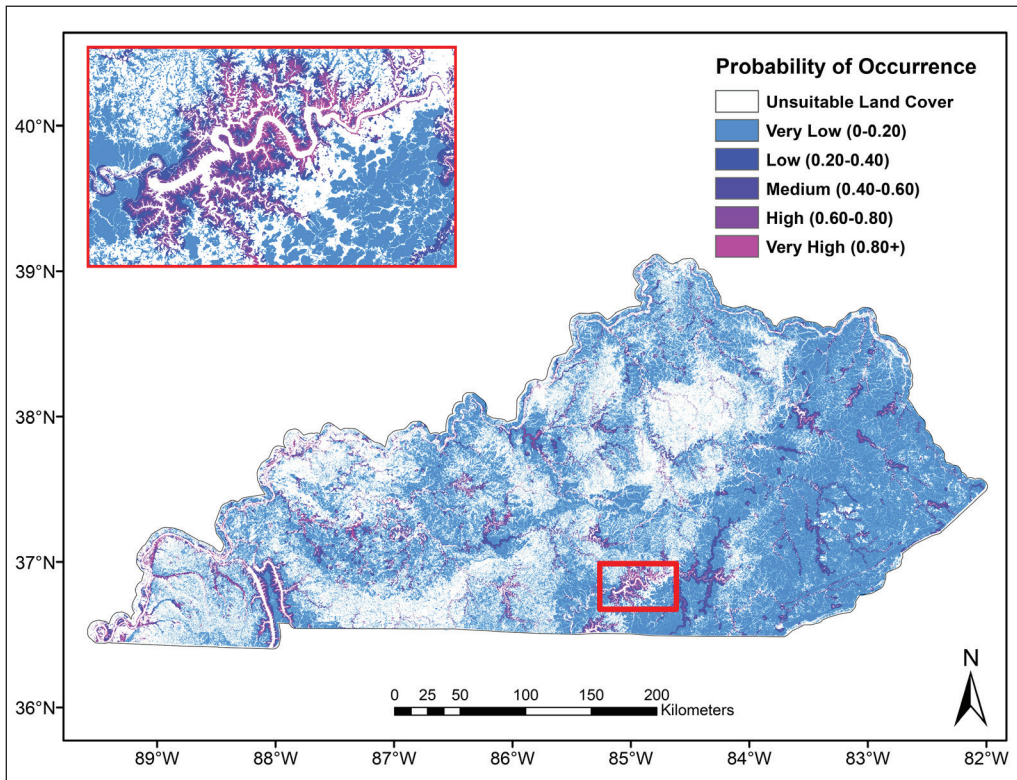 Probability of Occurrence
Unsuitable Land Cover
Very Low (0-0.20)
Low (0.20-0.40)
Medium (0.40-0.60)
High (0.60-0.80)
Very High (0.80+)
40°N
39°N
38°N
37°N
36°N
N
0 25 50 100 150 200
Kilometers
89°W 88°W 87°W 86°W 85°W 84°W 83°W 82°W